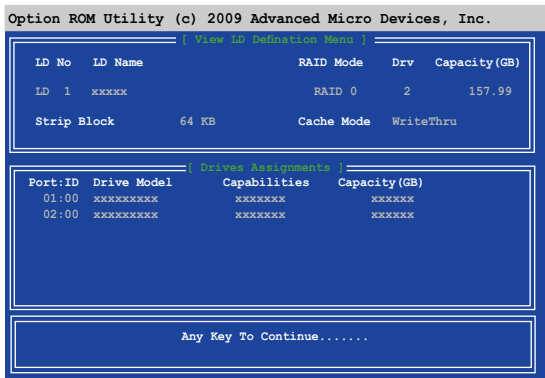 Option ROM Utility (c) 2009 Advanced Micro Devices, Inc.
[ View LD Defination Menu ]
LD No LD Name RAID Mode Drv Capacity(GB)
LD 1 xxxxx RAID 0 2 157.99
Strip Block 64 KB Cache Mode WriteThru
[ Drives Assignments ]
Port:ID Drive Model Capabilities Capacity(GB)
01:00 xxxxxxxxx xxxxxxx xxxxxx
02:00 xxxxxxxxx xxxxxxx xxxxxx
Any Key To Continue.......